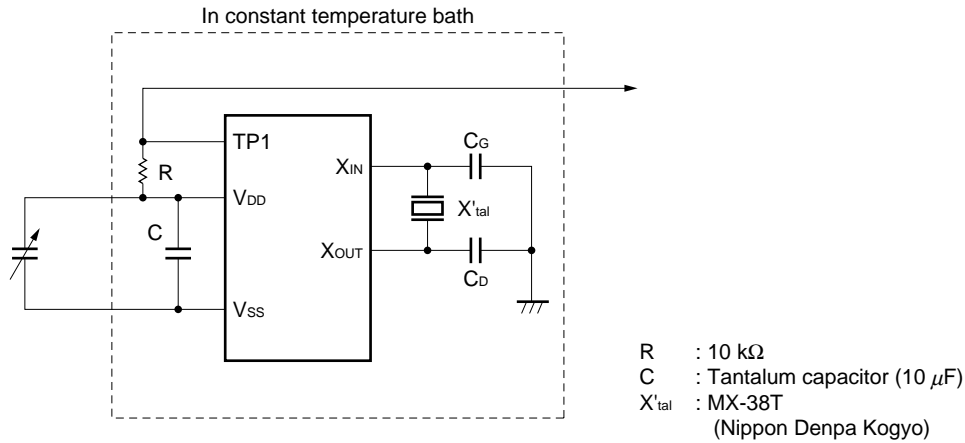 In constant temperature bath
TP1
R
VDD
C
VSS
XIN
XOUT
CG
X'tal
CD
R : 10 kΩ
C : Tantalum capacitor (10 μF)
X'tal : MX-38T
(Nippon Denpa Kogyo)